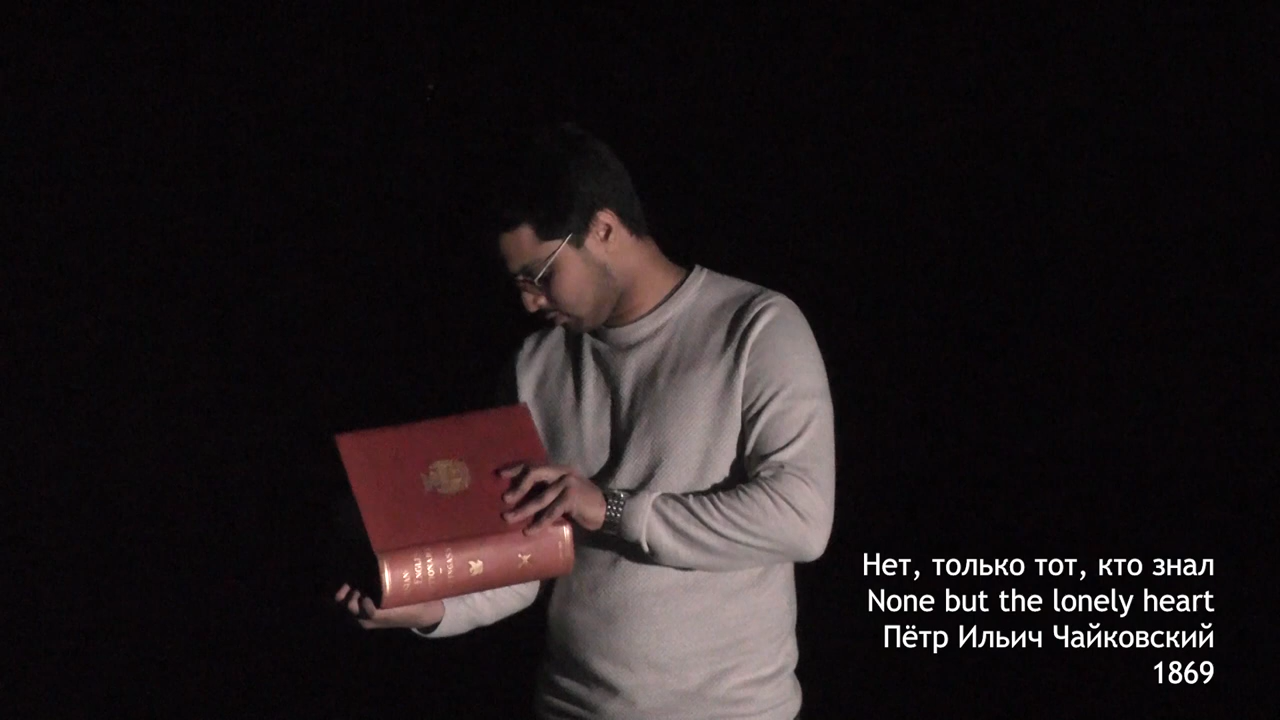 Нет, только тот, кто знал
None but the lonely heart
Пётр Ильич Чайковский
1869